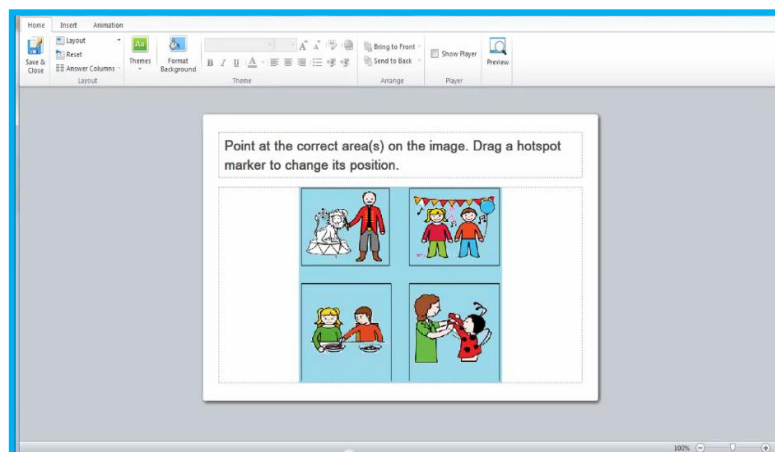 Home Insert Animation
Save & Close
Layout
Reset
Answer Columns
Layout
Themes
Format Background
B I U A
Theme
Bring to Front
Send to Back
Arrange
Show Player
Player
Preview
Point at the correct area(s) on the image. Drag a hotspot
marker to change its position.
100%